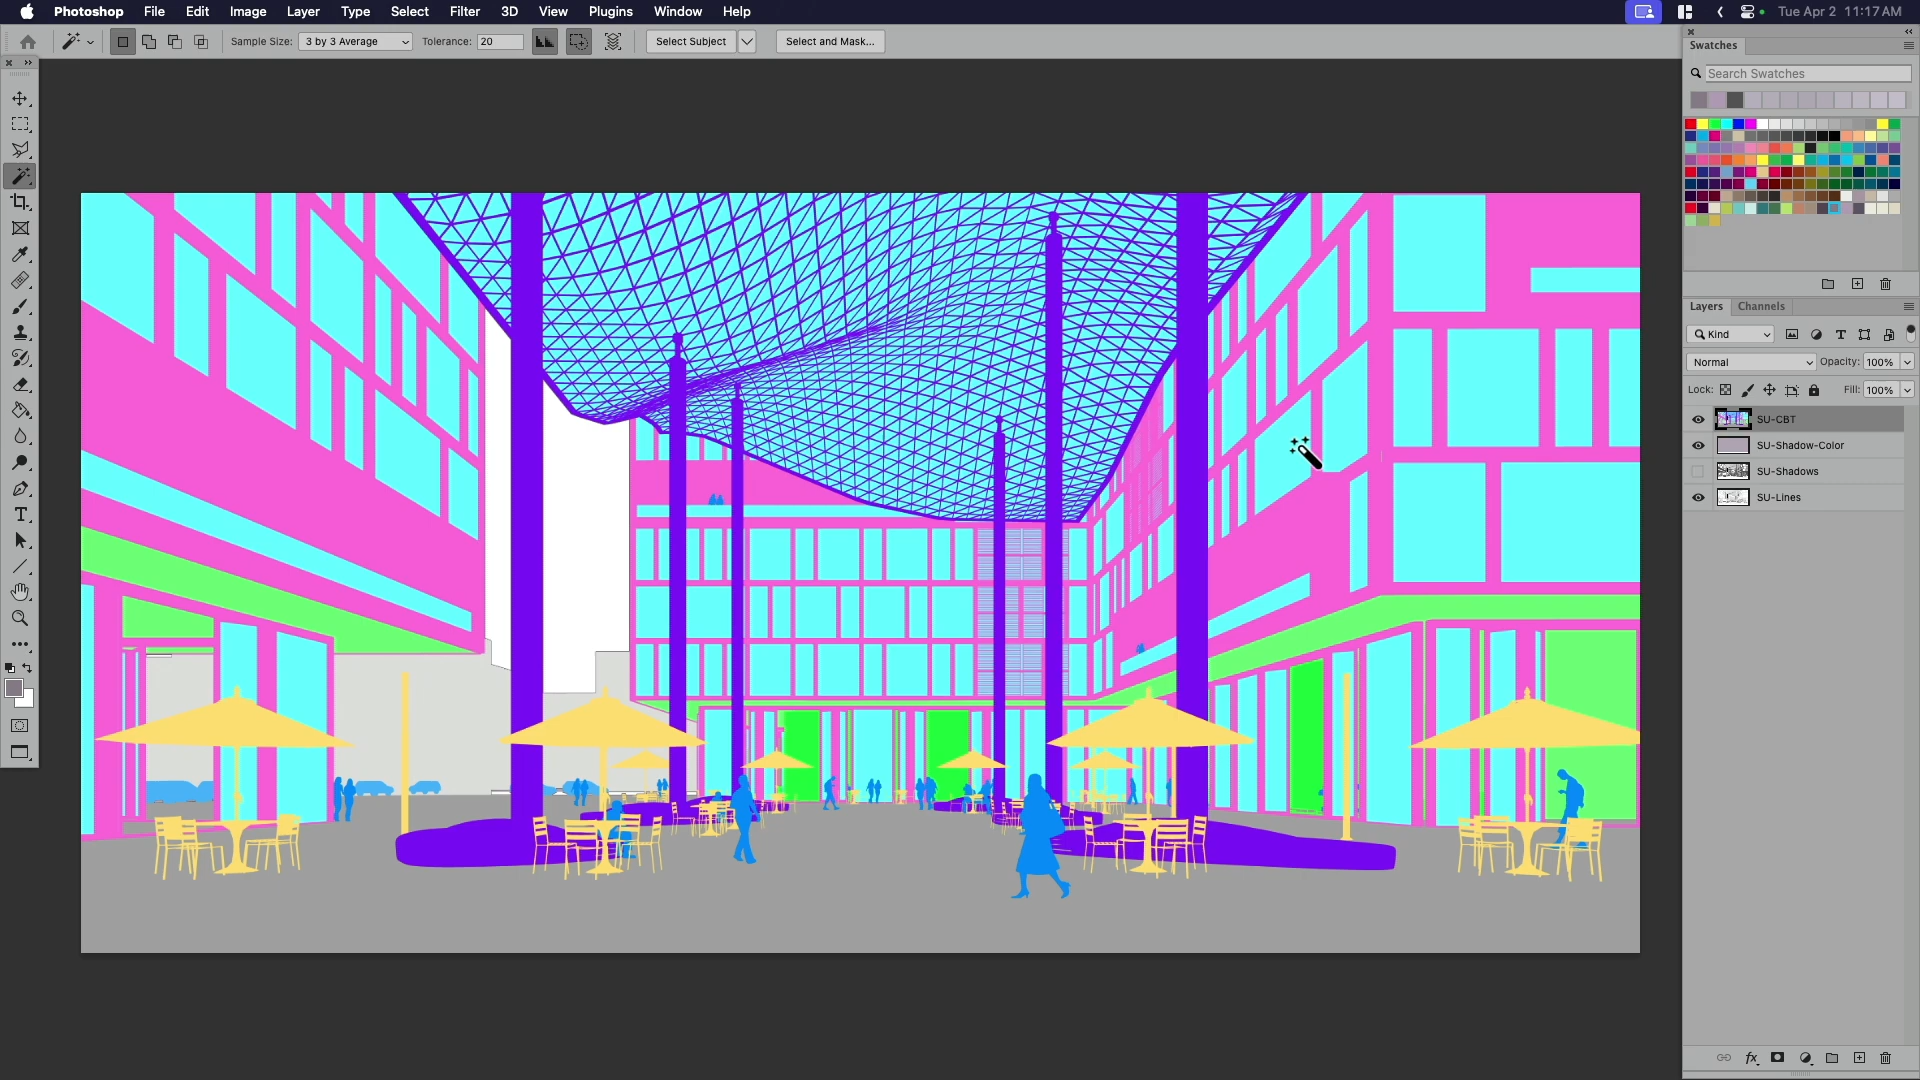 Photoshop File Edit Image Layer Type Select Filter 3D View Plugins Window Help Tue Apr 2 11:17 AM
Sample Size: 3 by 3 Average Tolerance: 20 Select Subject Select and Mask...
Swatches
Search Swatches
Layers Channels
Kind
Normal Opacity: 100%
Lock: Fill: 100%
SU-CBT
SU-Shadow-Color
SU-Shadows
SU-Lines
fx